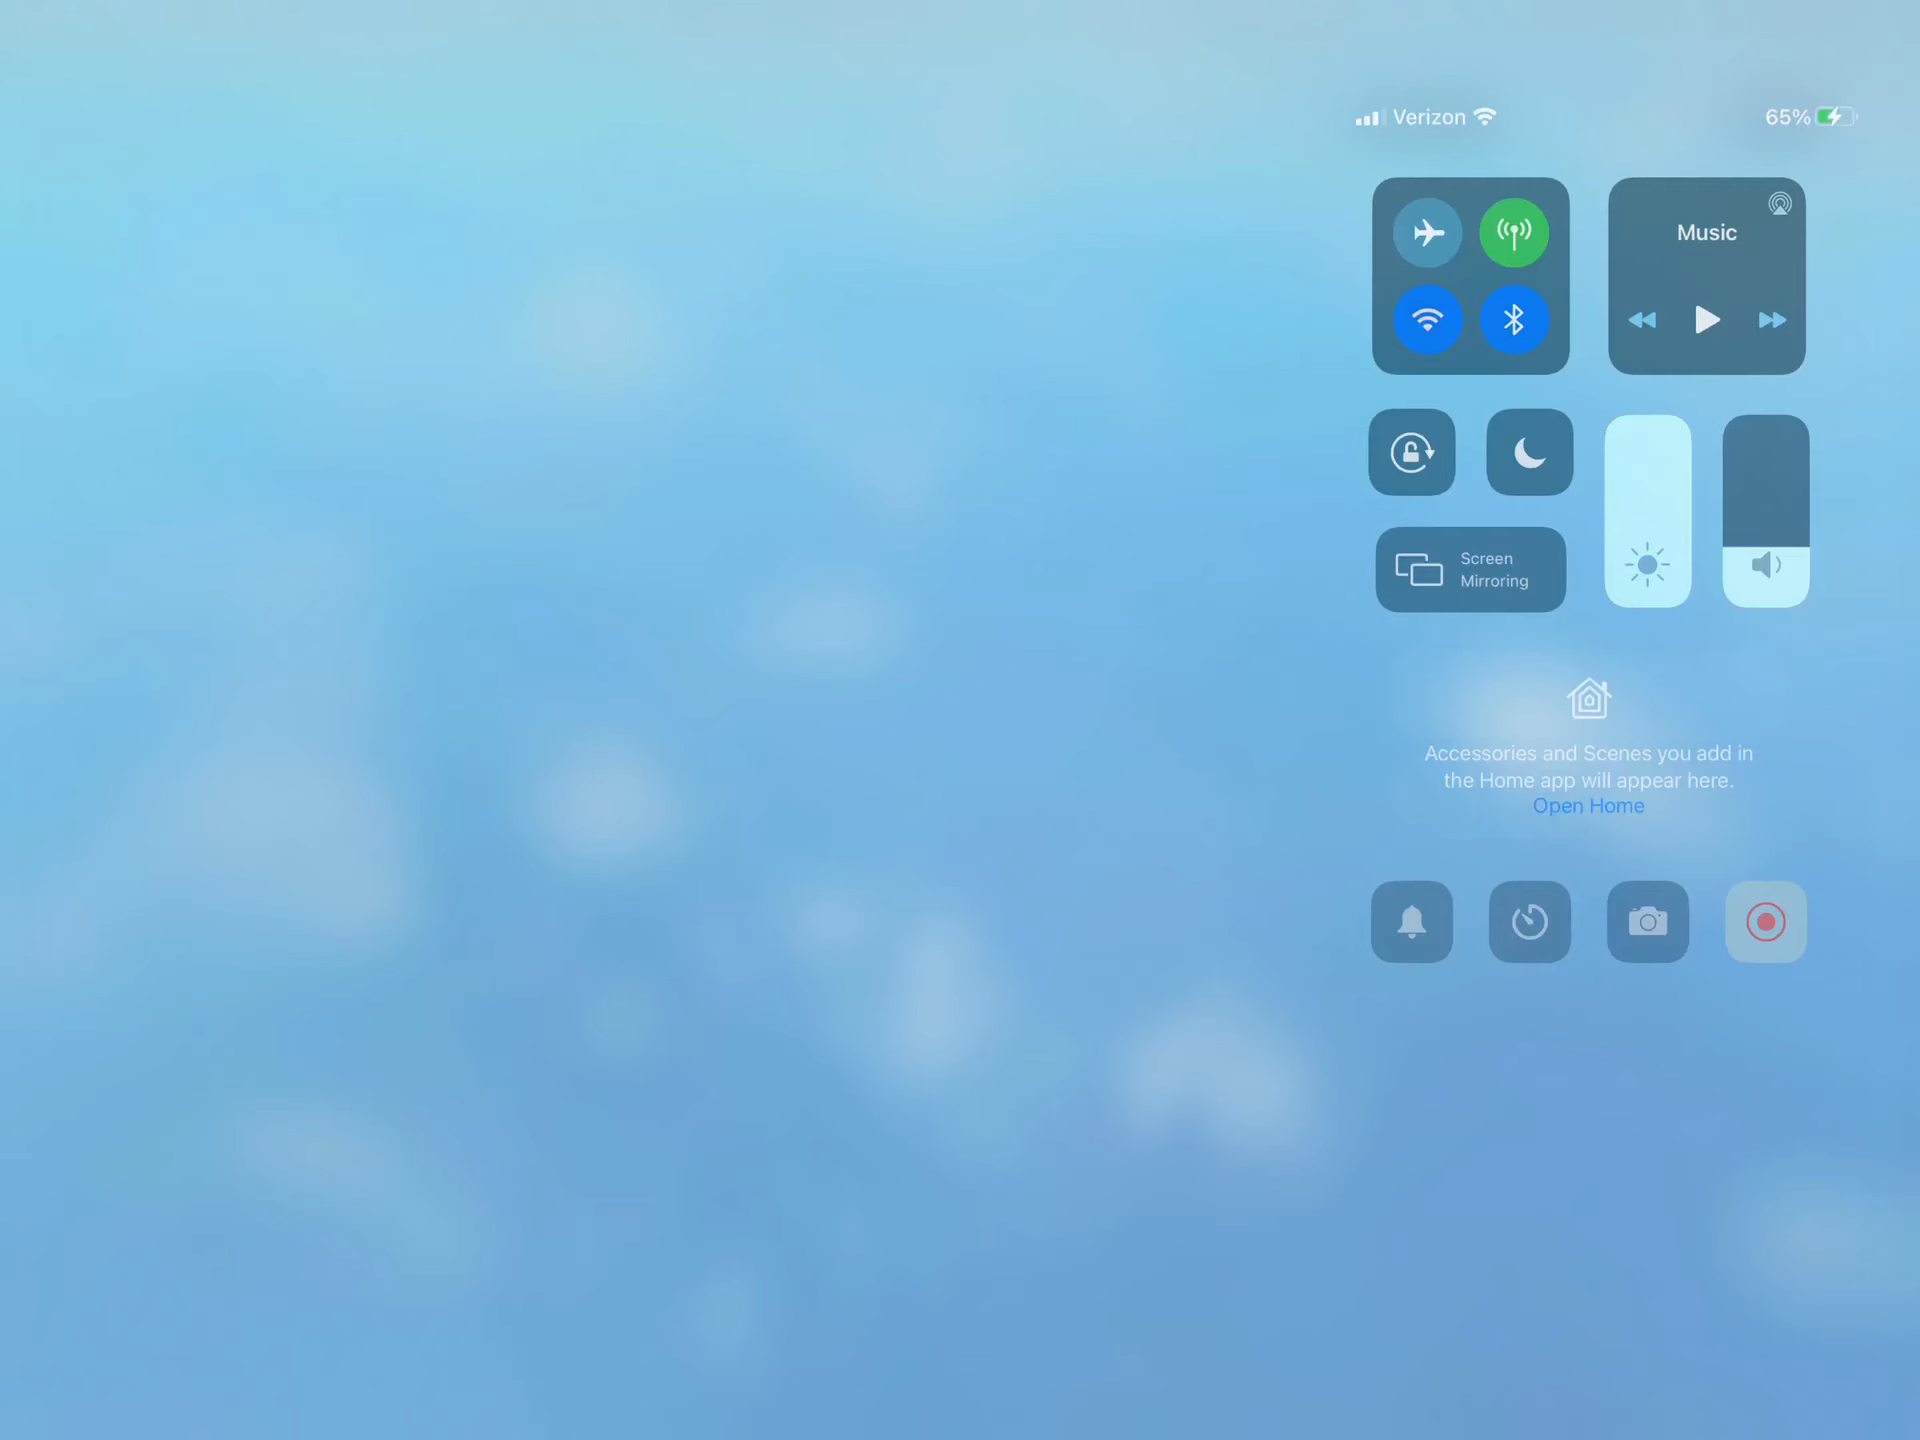 Verizon
65%
Music
Screen
Mirroring
Accessories and Scenes you add in
the Home app will appear here.
Open Home